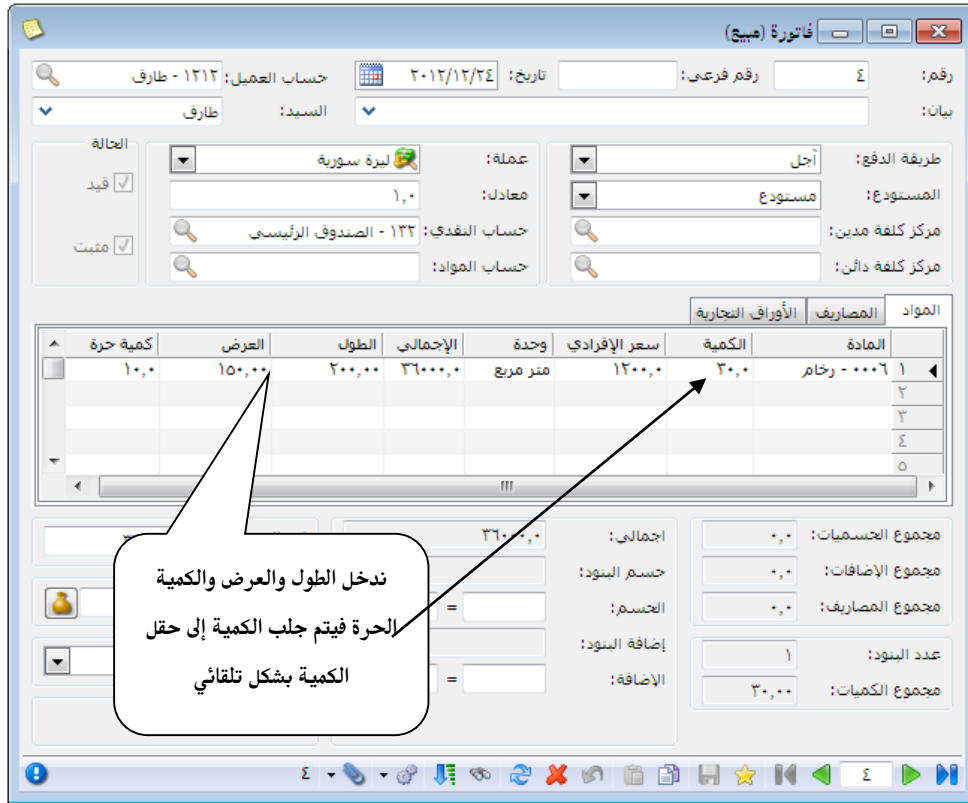 فاتورة (مبيع)
رقم: ٤ رقم فرعي: تاريخ: ٢٠١٢/١٢/٢٤ حساب العميل: ١٢١٢ - طارق
بيان: السيد: طارق
طريقة الدفع: آجل عملة: ليرة سورية الحالة
المستودع: مستودع معادل: ١,٠ قيد
مركز كلفة مدين: حساب النقدي: ١٣٢ - الصندوق الرئيسي
مركز كلفة دائن: حساب المواد: مثبت
المواد المصاريف الأوراق التجارية
المادة الكمية سعر الإفرادي وحدة الإجمالي الطول العرض كمية حرة
١ ٠٠٠٦ - رخام ٣٠,٠ ١٢٠٠,٠ متر مربع ٣٦٠٠٠,٠ ٢٠٠,٠٠ ١٥٠,٠٠ ١٠,٠
٢
٣
٤
٥
مجموع الحسميات: ٠,٠ اجمالي:
مجموع الإضافات: ٠,٠ حسم البنود:
مجموع المصاريف: ٠,٠ الحسم: =
إضافة البنود:
عدد البنود: ١
مجموع الكميات: ٣٠,٠٠ الإضافة: =
ندخل الطول والعرض والكمية
الحرة فيتم جلب الكمية إلى حقل
الكمية بشكل تلقائي
٤ ٤